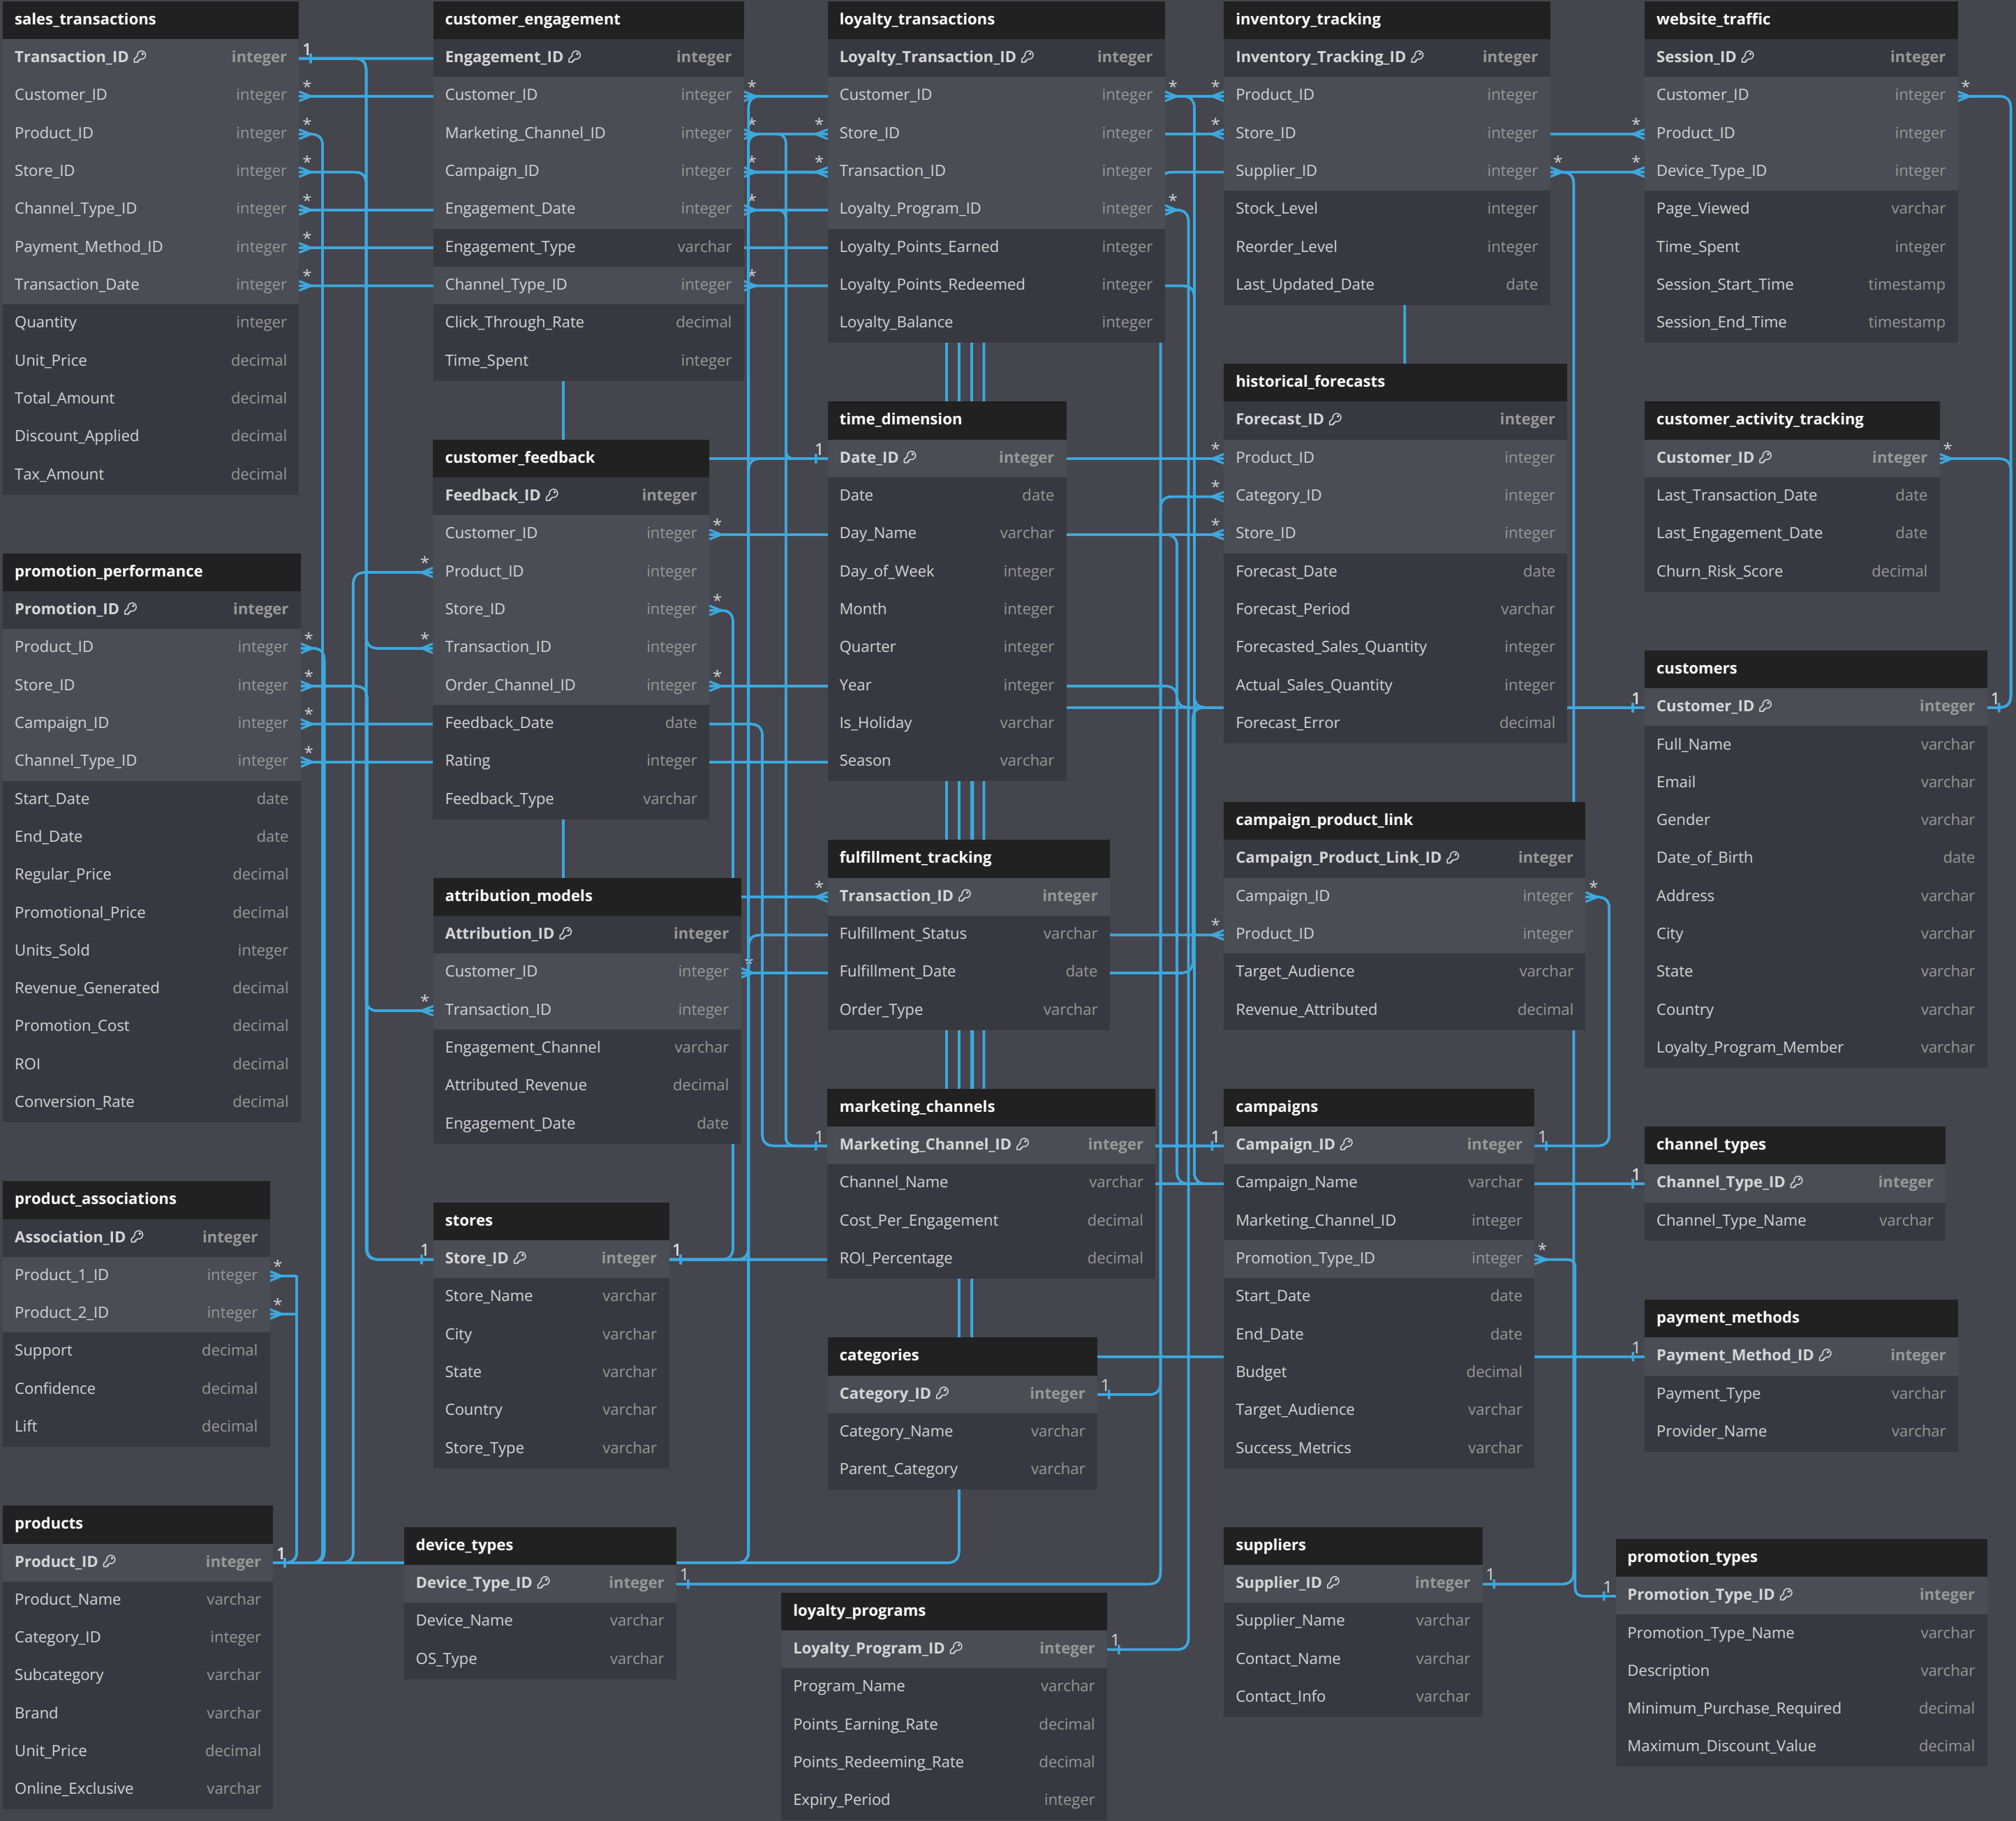 sales_transactions
Transaction_ID integer
Customer_ID integer
Product_ID integer
Store_ID integer
Channel_Type_ID integer
Payment_Method_ID integer
Transaction_Date integer
Quantity integer
Unit_Price decimal
Total_Amount decimal
Discount_Applied decimal
Tax_Amount decimal
1
*
*
*
*
*
*
promotion_performance
Promotion_ID integer
Product_ID integer
Store_ID integer
Campaign_ID integer
Channel_Type_ID integer
Start_Date date
End_Date date
Regular_Price decimal
Promotional_Price decimal
Units_Sold integer
Revenue_Generated decimal
Promotion_Cost decimal
ROI decimal
Conversion_Rate decimal
*
*
*
*
product_associations
Association_ID integer
Product_1_ID integer
Product_2_ID integer
Support decimal
Confidence decimal
Lift decimal
*
*
products
Product_ID integer
Product_Name varchar
Category_ID integer
Subcategory varchar
Brand varchar
Unit_Price decimal
Online_Exclusive varchar
1
customer_engagement
Engagement_ID integer
Customer_ID integer
Marketing_Channel_ID integer
Campaign_ID integer
Engagement_Date integer
Engagement_Type varchar
Channel_Type_ID integer
Click_Through_Rate decimal
Time_Spent integer
*
*
*
*
*
customer_feedback
Feedback_ID integer
Customer_ID integer
Product_ID integer
Store_ID integer
Transaction_ID integer
Order_Channel_ID integer
Feedback_Date date
Rating integer
Feedback_Type varchar
*
*
*
*
*
attribution_models
Attribution_ID integer
Customer_ID integer
Transaction_ID integer
Engagement_Channel varchar
Attributed_Revenue decimal
Engagement_Date date
*
*
stores
Store_ID integer
Store_Name varchar
City varchar
State varchar
Country varchar
Store_Type varchar
1
1
device_types
Device_Type_ID integer
Device_Name varchar
OS_Type varchar
1
loyalty_transactions
Loyalty_Transaction_ID integer
Customer_ID integer
Store_ID integer
Transaction_ID integer
Loyalty_Program_ID integer
Loyalty_Points_Earned integer
Loyalty_Points_Redeemed integer
Loyalty_Balance integer
*
*
*
*
time_dimension
Date_ID integer
Date date
Day_Name varchar
Day_of_Week integer
Month integer
Quarter integer
Year integer
Is_Holiday varchar
Season varchar
1
fulfillment_tracking
Transaction_ID integer
Fulfillment_Status varchar
Fulfillment_Date date
Order_Type varchar
*
marketing_channels
Marketing_Channel_ID integer
Channel_Name varchar
Cost_Per_Engagement decimal
ROI_Percentage decimal
1
categories
Category_ID integer
Category_Name varchar
Parent_Category varchar
1
loyalty_programs
Loyalty_Program_ID integer
Program_Name varchar
Points_Earning_Rate decimal
Points_Redeeming_Rate decimal
Expiry_Period integer
1
inventory_tracking
Inventory_Tracking_ID integer
Product_ID integer
Store_ID integer
Supplier_ID integer
Stock_Level integer
Reorder_Level integer
Last_Updated_Date date
*
*
*
historical_forecasts
Forecast_ID integer
Product_ID integer
Category_ID integer
Store_ID integer
Forecast_Date date
Forecast_Period varchar
Forecasted_Sales_Quantity integer
Actual_Sales_Quantity integer
Forecast_Error decimal
*
*
*
campaign_product_link
Campaign_Product_Link_ID integer
Campaign_ID integer
Product_ID integer
Target_Audience varchar
Revenue_Attributed decimal
*
*
campaigns
Campaign_ID integer
Campaign_Name varchar
Marketing_Channel_ID integer
Promotion_Type_ID integer
Start_Date date
End_Date date
Budget decimal
Target_Audience varchar
Success_Metrics varchar
1
1
*
suppliers
Supplier_ID integer
Supplier_Name varchar
Contact_Name varchar
Contact_Info varchar
1
website_traffic
Session_ID integer
Customer_ID integer
Product_ID integer
Device_Type_ID integer
Page_Viewed varchar
Time_Spent integer
Session_Start_Time timestamp
Session_End_Time timestamp
*
*
*
customer_activity_tracking
Customer_ID integer
Last_Transaction_Date date
Last_Engagement_Date date
Churn_Risk_Score decimal
*
customers
Customer_ID integer
Full_Name varchar
Email varchar
Gender varchar
Date_of_Birth date
Address varchar
City varchar
State varchar
Country varchar
Loyalty_Program_Member varchar
1
1
channel_types
Channel_Type_ID integer
Channel_Type_Name varchar
1
payment_methods
Payment_Method_ID integer
Payment_Type varchar
Provider_Name varchar
1
promotion_types
Promotion_Type_ID integer
Promotion_Type_Name varchar
Description varchar
Minimum_Purchase_Required decimal
Maximum_Discount_Value decimal
1